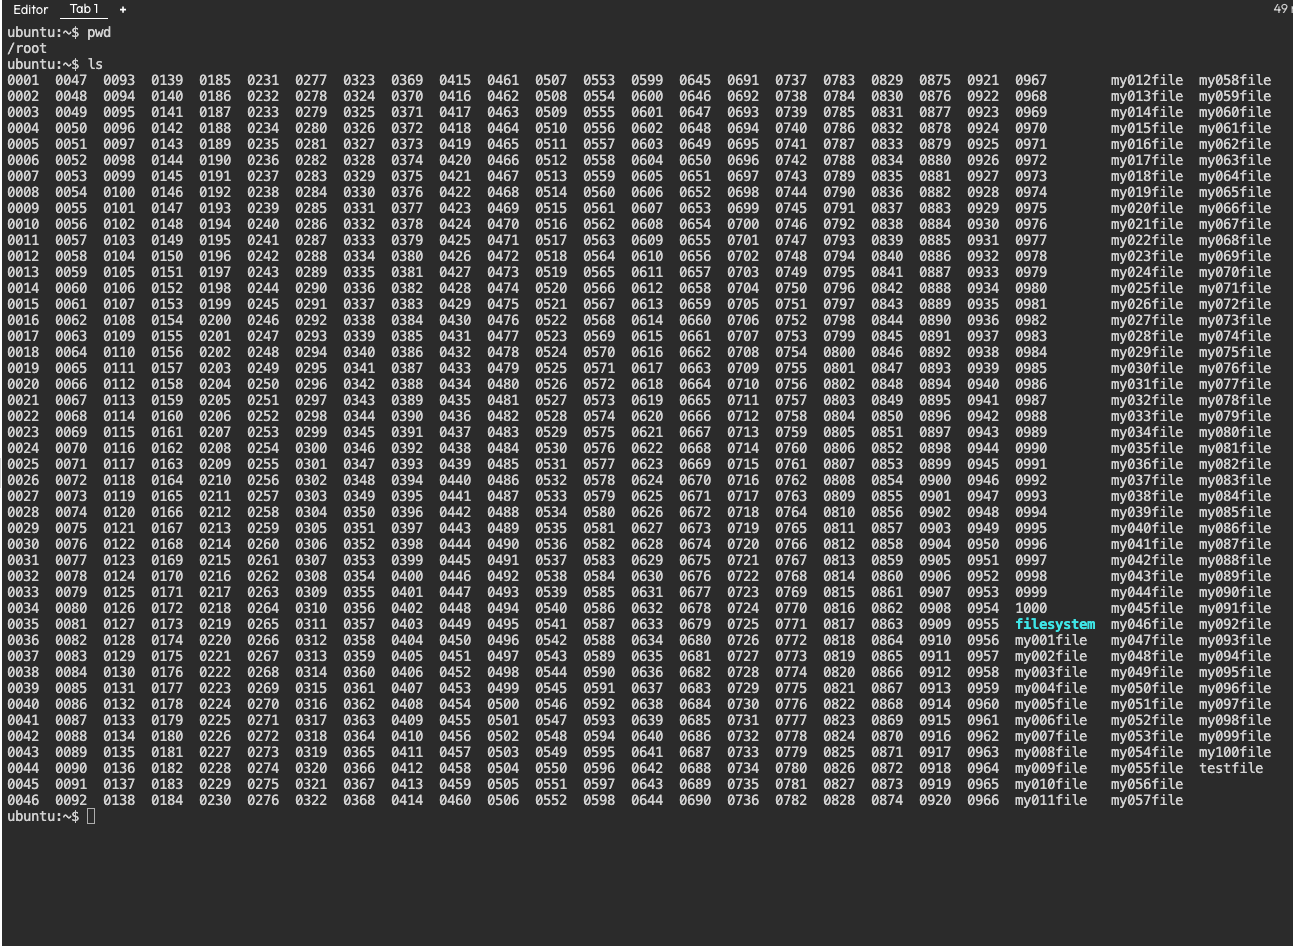 Editor Tab 1 + 49
ubuntu:~$ pwd
/root
ubuntu:~$ ls
0001 0047 0093 0139 0185 0231 0277 0323 0369 0415 0461 0507 0553 0599 0645 0691 0737 0783 0829 0875 0921 0967 my012file my058file
0002 0048 0094 0140 0186 0232 0278 0324 0370 0416 0462 0508 0554 0600 0646 0692 0738 0784 0830 0876 0922 0968 my013file my059file
0003 0049 0095 0141 0187 0233 0279 0325 0371 0417 0463 0509 0555 0601 0647 0693 0739 0785 0831 0877 0923 0969 my014file my060file
0004 0050 0096 0142 0188 0234 0280 0326 0372 0418 0464 0510 0556 0602 0648 0694 0740 0786 0832 0878 0924 0970 my015file my061file
0005 0051 0097 0143 0189 0235 0281 0327 0373 0419 0465 0511 0557 0603 0649 0695 0741 0787 0833 0879 0925 0971 my016file my062file
0006 0052 0098 0144 0190 0236 0282 0328 0374 0420 0466 0512 0558 0604 0650 0696 0742 0788 0834 0880 0926 0972 my017file my063file
0007 0053 0099 0145 0191 0237 0283 0329 0375 0421 0467 0513 0559 0605 0651 0697 0743 0789 0835 0881 0927 0973 my018file my064file
0008 0054 0100 0146 0192 0238 0284 0330 0376 0422 0468 0514 0560 0606 0652 0698 0744 0790 0836 0882 0928 0974 my019file my065file
0009 0055 0101 0147 0193 0239 0285 0331 0377 0423 0469 0515 0561 0607 0653 0699 0745 0791 0837 0883 0929 0975 my020file my066file
0010 0056 0102 0148 0194 0240 0286 0332 0378 0424 0470 0516 0562 0608 0654 0700 0746 0792 0838 0884 0930 0976 my021file my067file
0011 0057 0103 0149 0195 0241 0287 0333 0379 0425 0471 0517 0563 0609 0655 0701 0747 0793 0839 0885 0931 0977 my022file my068file
0012 0058 0104 0150 0196 0242 0288 0334 0380 0426 0472 0518 0564 0610 0656 0702 0748 0794 0840 0886 0932 0978 my023file my069file
0013 0059 0105 0151 0197 0243 0289 0335 0381 0427 0473 0519 0565 0611 0657 0703 0749 0795 0841 0887 0933 0979 my024file my070file
0014 0060 0106 0152 0198 0244 0290 0336 0382 0428 0474 0520 0566 0612 0658 0704 0750 0796 0842 0888 0934 0980 my025file my071file
0015 0061 0107 0153 0199 0245 0291 0337 0383 0429 0475 0521 0567 0613 0659 0705 0751 0797 0843 0889 0935 0981 my026file my072file
0016 0062 0108 0154 0200 0246 0292 0338 0384 0430 0476 0522 0568 0614 0660 0706 0752 0798 0844 0890 0936 0982 my027file my073file
0017 0063 0109 0155 0201 0247 0293 0339 0385 0431 0477 0523 0569 0615 0661 0707 0753 0799 0845 0891 0937 0983 my028file my074file
0018 0064 0110 0156 0202 0248 0294 0340 0386 0432 0478 0524 0570 0616 0662 0708 0754 0800 0846 0892 0938 0984 my029file my075file
0019 0065 0111 0157 0203 0249 0295 0341 0387 0433 0479 0525 0571 0617 0663 0709 0755 0801 0847 0893 0939 0985 my030file my076file
0020 0066 0112 0158 0204 0250 0296 0342 0388 0434 0480 0526 0572 0618 0664 0710 0756 0802 0848 0894 0940 0986 my031file my077file
0021 0067 0113 0159 0205 0251 0297 0343 0389 0435 0481 0527 0573 0619 0665 0711 0757 0803 0849 0895 0941 0987 my032file my078file
0022 0068 0114 0160 0206 0252 0298 0344 0390 0436 0482 0528 0574 0620 0666 0712 0758 0804 0850 0896 0942 0988 my033file my079file
0023 0069 0115 0161 0207 0253 0299 0345 0391 0437 0483 0529 0575 0621 0667 0713 0759 0805 0851 0897 0943 0989 my034file my080file
0024 0070 0116 0162 0208 0254 0300 0346 0392 0438 0484 0530 0576 0622 0668 0714 0760 0806 0852 0898 0944 0990 my035file my081file
0025 0071 0117 0163 0209 0255 0301 0347 0393 0439 0485 0531 0577 0623 0669 0715 0761 0807 0853 0899 0945 0991 my036file my082file
0026 0072 0118 0164 0210 0256 0302 0348 0394 0440 0486 0532 0578 0624 0670 0716 0762 0808 0854 0900 0946 0992 my037file my083file
0027 0073 0119 0165 0211 0257 0303 0349 0395 0441 0487 0533 0579 0625 0671 0717 0763 0809 0855 0901 0947 0993 my038file my084file
0028 0074 0120 0166 0212 0258 0304 0350 0396 0442 0488 0534 0580 0626 0672 0718 0764 0810 0856 0902 0948 0994 my039file my085file
0029 0075 0121 0167 0213 0259 0305 0351 0397 0443 0489 0535 0581 0627 0673 0719 0765 0811 0857 0903 0949 0995 my040file my086file
0030 0076 0122 0168 0214 0260 0306 0352 0398 0444 0490 0536 0582 0628 0674 0720 0766 0812 0858 0904 0950 0996 my041file my087file
0031 0077 0123 0169 0215 0261 0307 0353 0399 0445 0491 0537 0583 0629 0675 0721 0767 0813 0859 0905 0951 0997 my042file my088file
0032 0078 0124 0170 0216 0262 0308 0354 0400 0446 0492 0538 0584 0630 0676 0722 0768 0814 0860 0906 0952 0998 my043file my089file
0033 0079 0125 0171 0217 0263 0309 0355 0401 0447 0493 0539 0585 0631 0677 0723 0769 0815 0861 0907 0953 0999 my044file my090file
0034 0080 0126 0172 0218 0264 0310 0356 0402 0448 0494 0540 0586 0632 0678 0724 0770 0816 0862 0908 0954 1000 my045file my091file
0035 0081 0127 0173 0219 0265 0311 0357 0403 0449 0495 0541 0587 0633 0679 0725 0771 0817 0863 0909 0955 filesystem my046file my092file
0036 0082 0128 0174 0220 0266 0312 0358 0404 0450 0496 0542 0588 0634 0680 0726 0772 0818 0864 0910 0956 my001file my047file my093file
0037 0083 0129 0175 0221 0267 0313 0359 0405 0451 0497 0543 0589 0635 0681 0727 0773 0819 0865 0911 0957 my002file my048file my094file
0038 0084 0130 0176 0222 0268 0314 0360 0406 0452 0498 0544 0590 0636 0682 0728 0774 0820 0866 0912 0958 my003file my049file my095file
0039 0085 0131 0177 0223 0269 0315 0361 0407 0453 0499 0545 0591 0637 0683 0729 0775 0821 0867 0913 0959 my004file my050file my096file
0040 0086 0132 0178 0224 0270 0316 0362 0408 0454 0500 0546 0592 0638 0684 0730 0776 0822 0868 0914 0960 my005file my051file my097file
0041 0087 0133 0179 0225 0271 0317 0363 0409 0455 0501 0547 0593 0639 0685 0731 0777 0823 0869 0915 0961 my006file my052file my098file
0042 0088 0134 0180 0226 0272 0318 0364 0410 0456 0502 0548 0594 0640 0686 0732 0778 0824 0870 0916 0962 my007file my053file my099file
0043 0089 0135 0181 0227 0273 0319 0365 0411 0457 0503 0549 0595 0641 0687 0733 0779 0825 0871 0917 0963 my008file my054file my100file
0044 0090 0136 0182 0228 0274 0320 0366 0412 0458 0504 0550 0596 0642 0688 0734 0780 0826 0872 0918 0964 my009file my055file testfile
0045 0091 0137 0183 0229 0275 0321 0367 0413 0459 0505 0551 0597 0643 0689 0735 0781 0827 0873 0919 0965 my010file my056file
0046 0092 0138 0184 0230 0276 0322 0368 0414 0460 0506 0552 0598 0644 0690 0736 0782 0828 0874 0920 0966 my011file my057file
ubuntu:~$